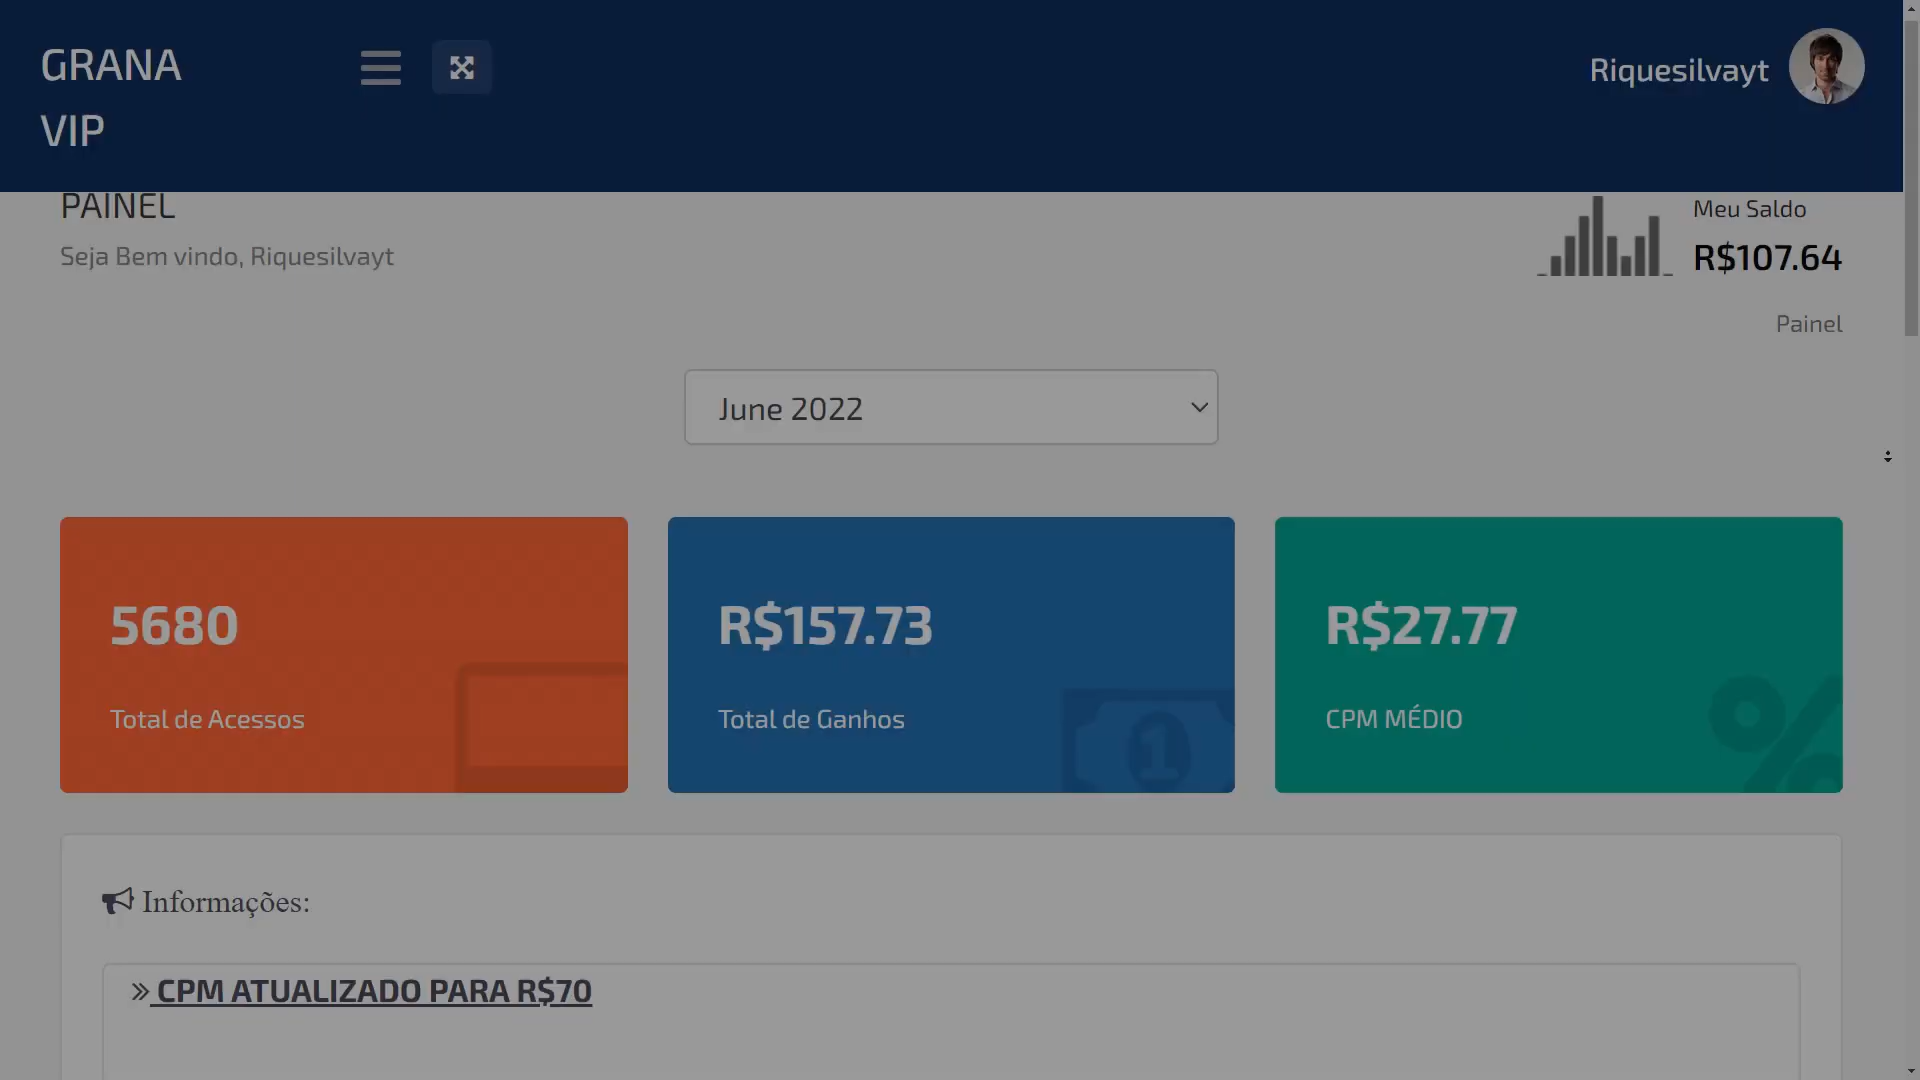 GRANA
VIP
Riquesilvayt
PAINEL
Seja Bem vindo, Riquesilvayt
Meu Saldo
R$107.64
Painel
June 2022
5680
Total de Acessos
R$157.73
Total de Ganhos
1
R$27.77
CPM MÉDIO
%
Informações:
» CPM ATUALIZADO PARA R$70